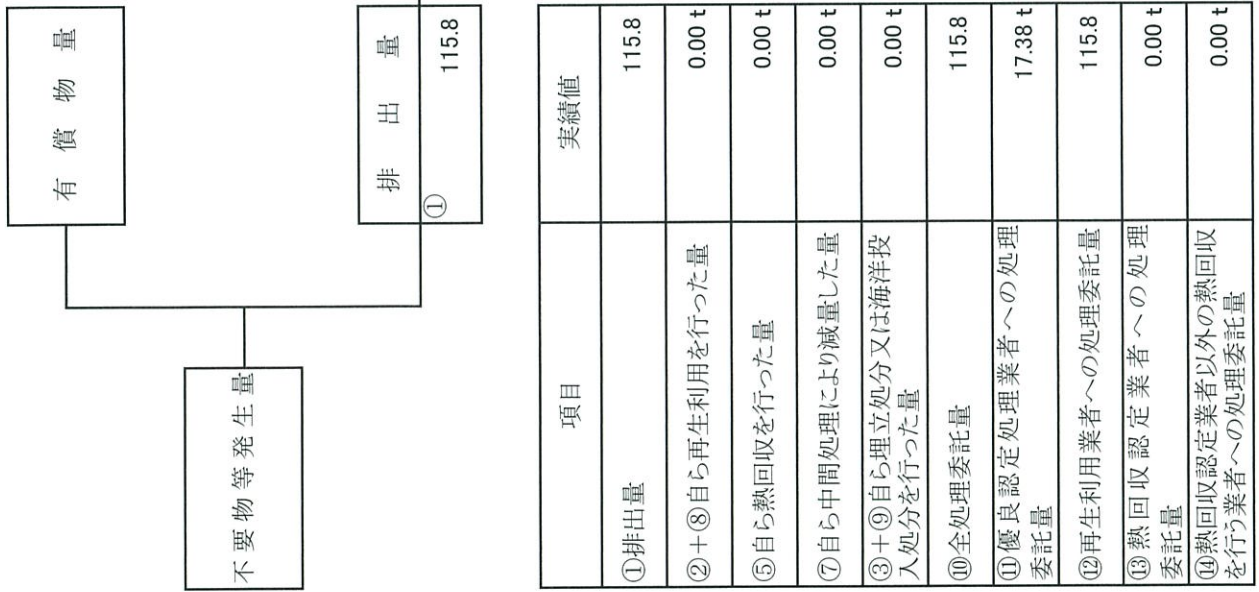 有償物量
不要物等発生量
排出量
①
115.8
項目 実績値
①排出量 115.8
②+⑧自ら再生利用を行った量 0.00 t
⑤自ら熱回収を行った量 0.00 t
⑦自ら中間処理により減量した量 0.00 t
③+⑨自ら埋立処分又は海洋投
入処分を行った量 0.00 t
⑩全処理委託量 115.8
⑪優良認定処理業者への処理
委託量 17.38 t
⑫再生利用業者への処理委託量 115.8
⑬熱回収認定業者への処理
委託量 0.00 t
⑭熱回収認定業者以外の熱回収
を行う業者への処理委託量 0.00 t